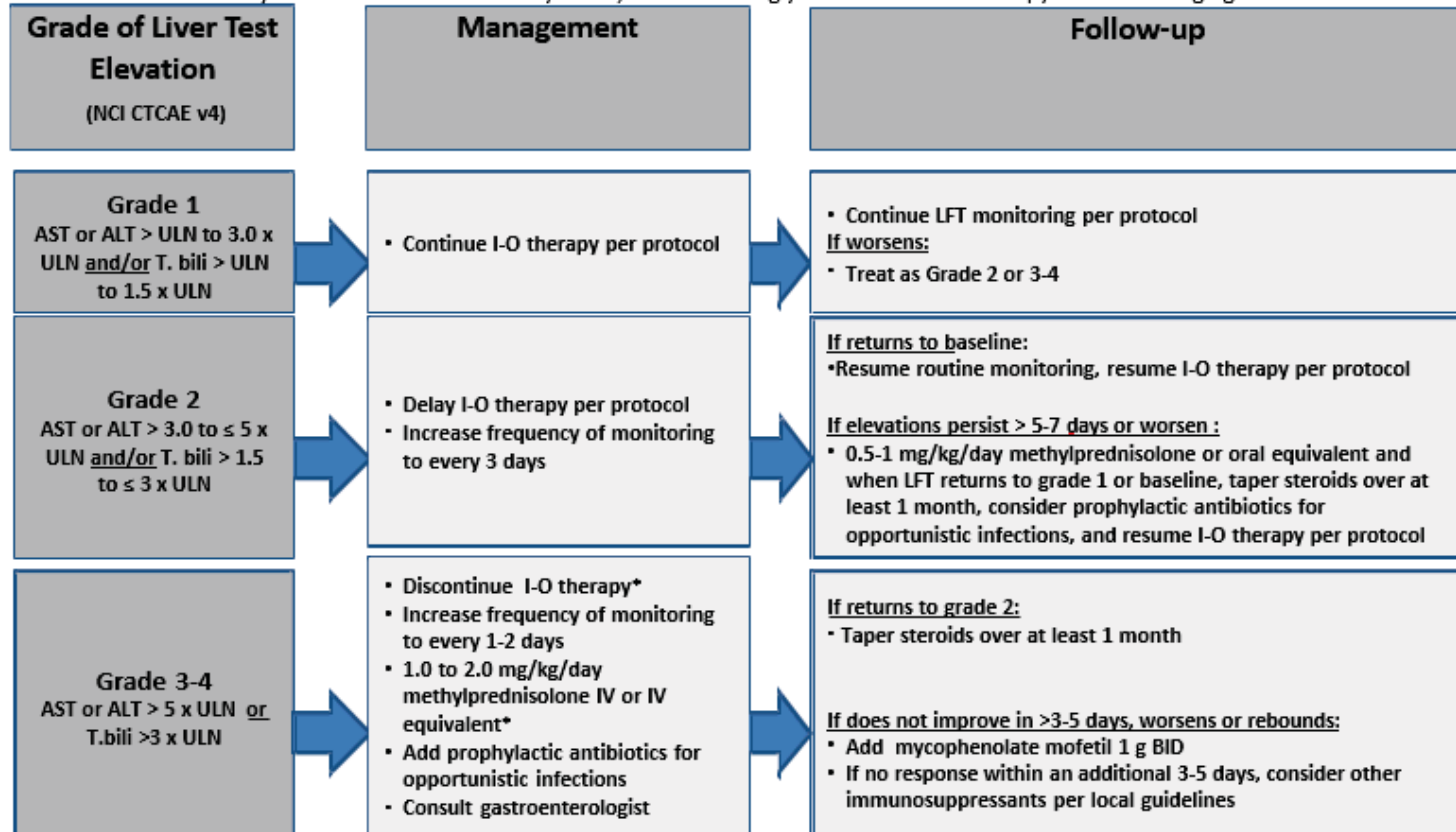 Grade of Liver Test
Elevation
(NCI CTCAE v4)
Management
Follow-up
Grade 1
AST or ALT > ULN to 3.0 x
ULN and/or T. bili > ULN
to 1.5 x ULN
• Continue I-O therapy per protocol
• Continue LFT monitoring per protocol
If worsens:
• Treat as Grade 2 or 3-4
Grade 2
AST or ALT > 3.0 to ≤ 5 x
ULN and/or T. bili > 1.5
to ≤ 3 x ULN
• Delay I-O therapy per protocol
• Increase frequency of monitoring
to every 3 days
If returns to baseline:
•Resume routine monitoring, resume I-O therapy per protocol
If elevations persist > 5-7 days or worsen :
• 0.5-1 mg/kg/day methylprednisolone or oral equivalent and
when LFT returns to grade 1 or baseline, taper steroids over at
least 1 month, consider prophylactic antibiotics for
opportunistic infections, and resume I-O therapy per protocol
Grade 3-4
AST or ALT > 5 x ULN or
T.bili >3 x ULN
• Discontinue I-O therapy*
• Increase frequency of monitoring
to every 1-2 days
• 1.0 to 2.0 mg/kg/day
methylprednisolone IV or IV
equivalent*
• Add prophylactic antibiotics for
opportunistic infections
• Consult gastroenterologist
If returns to grade 2:
• Taper steroids over at least 1 month
If does not improve in >3-5 days, worsens or rebounds:
• Add mycophenolate mofetil 1 g BID
• If no response within an additional 3-5 days, consider other
immunosuppressants per local guidelines